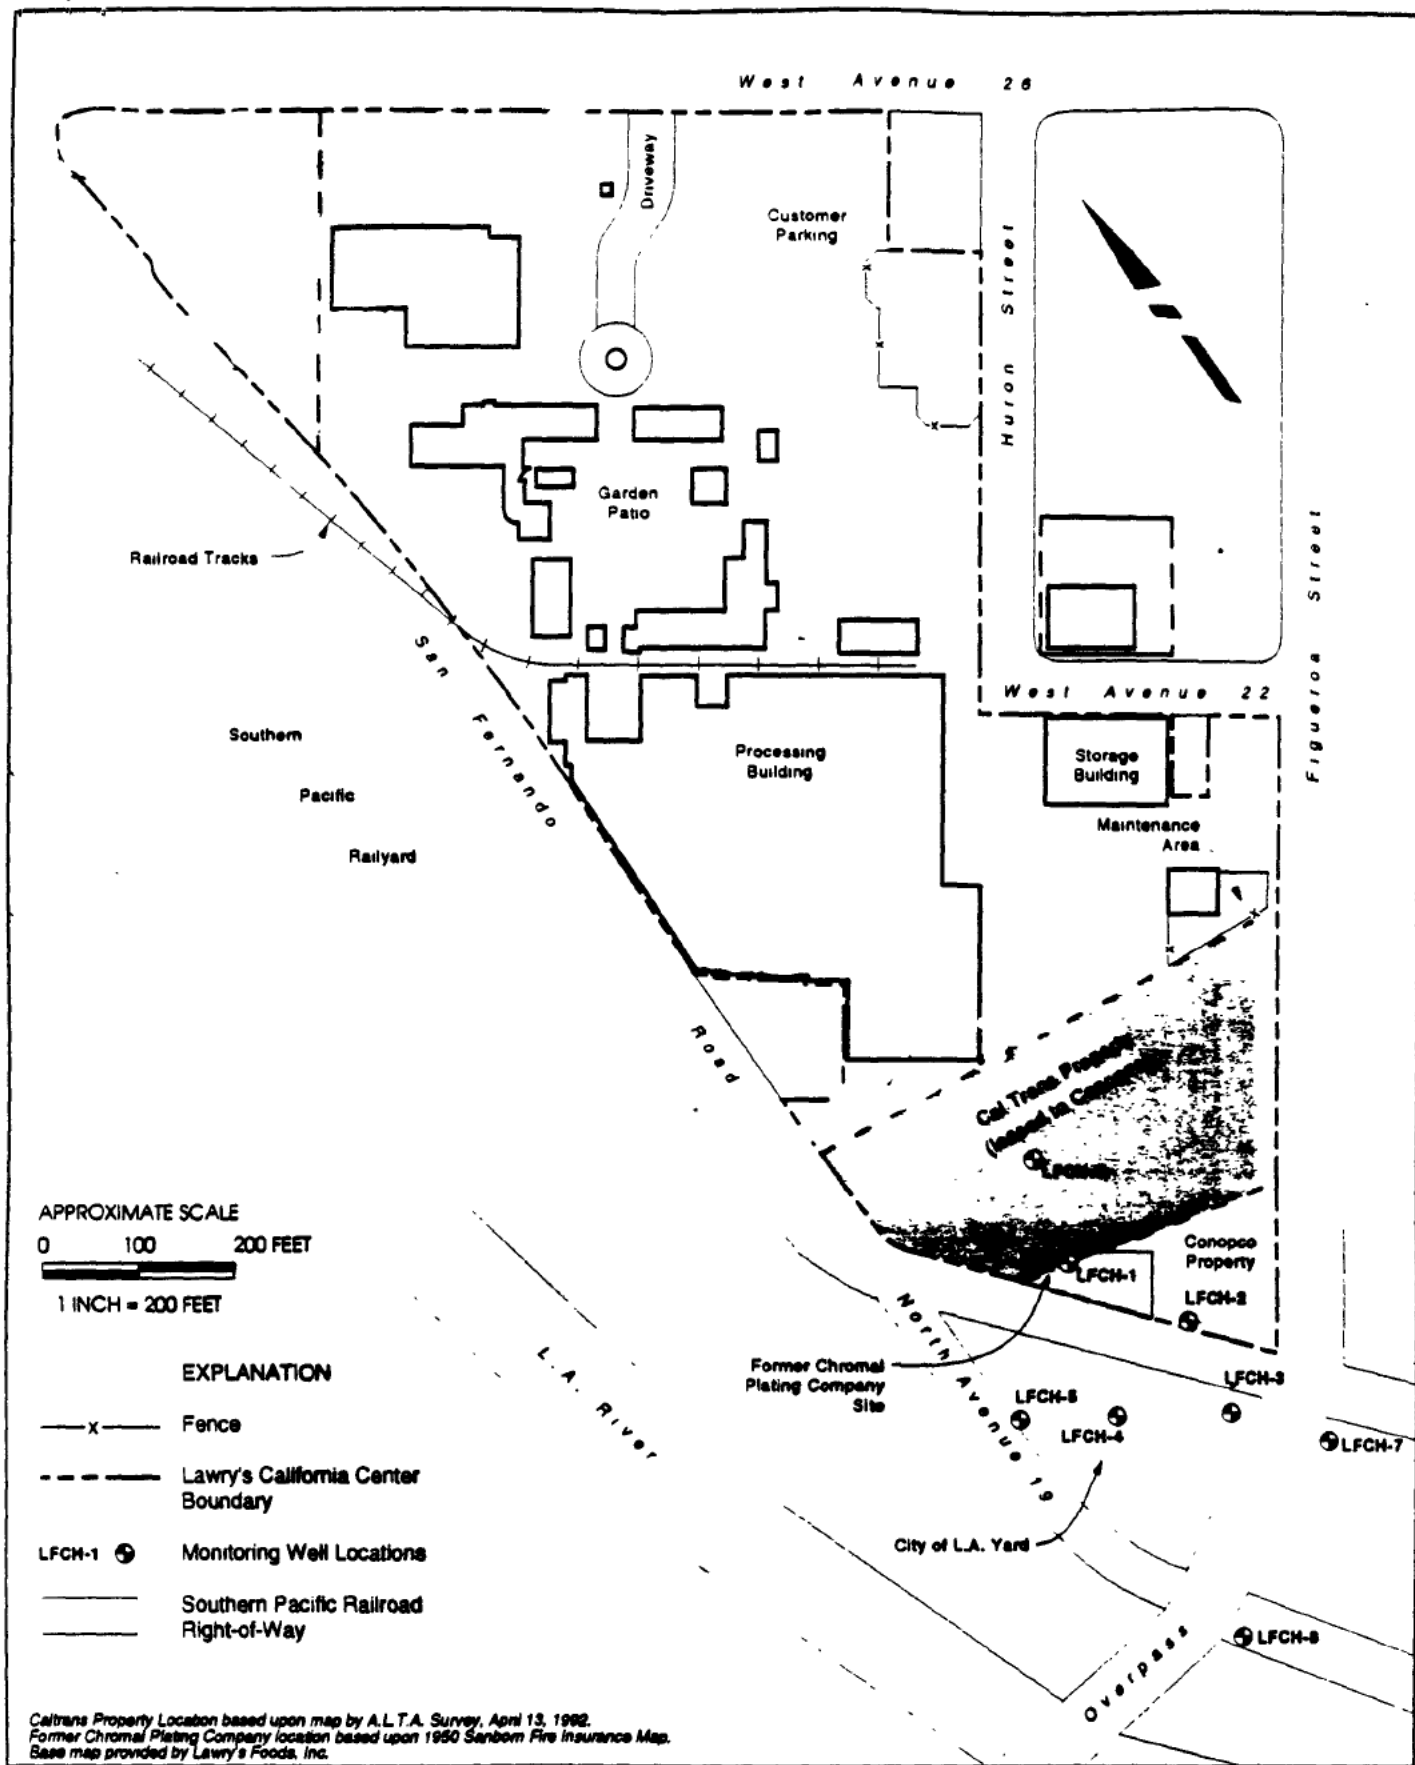 West Avenue 26
Driveway
Customer
Parking
Huron Street
Garden
Patio
Railroad Tracks
Figueroa Street
San Fernando Road
West Avenue 22
Southern
Pacific
Railyard
Processing
Building
Storage
Building
Maintenance
Area
Cal Trans Property
(leased to
APPROXIMATE SCALE
0 100 200 FEET
1 INCH = 200 FEET
Conopco
Property
LFCH-1
LFCH-2
North Avenue 19
L.A. River
Former Chromal
Plating Company
Site
LFCH-3
LFCH-5
LFCH-4
LFCH-7
City of L.A. Yard
LFCH-8
Overpass
EXPLANATION
Fence
Lawry's California Center
Boundary
LFCH-1 Monitoring Well Locations
Southern Pacific Railroad
Right-of-Way
Caltrans Property Location based upon map by A.L.T.A. Survey, April 13, 1992.
Former Chromal Plating Company location based upon 1950 Sanborn Fire Insurance Map.
Base map provided by Lawry's Foods, Inc.